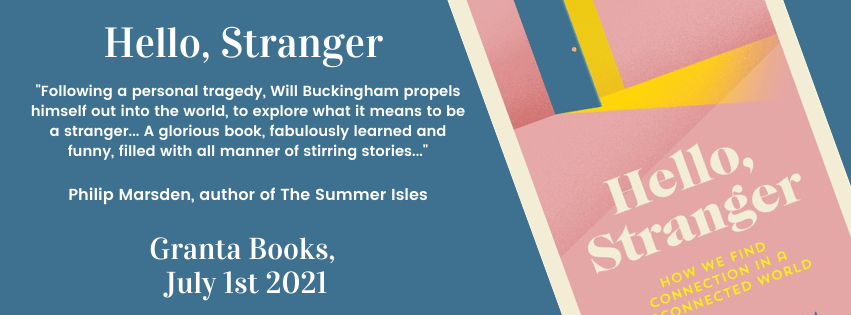 Hello, Stranger
"Following a personal tragedy, Will Buckingham propels
himself out into the world, to explore what it means to be
a stranger... A glorious book, fabulously learned and
funny, filled with all manner of stirring stories..."
Philip Marsden, author of The Summer Isles
Granta Books,
July 1st 2021
Hello,
Stranger
HOW WE FIND
CONNECTION IN A
CONNECTED WORLD